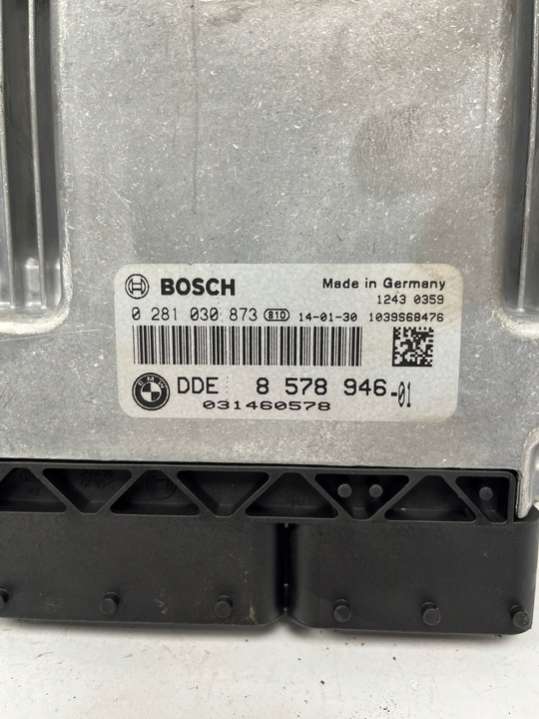 BOSCH Made in Germany
1243 0359
0 281 030 873 810 14-01-30 1039S68476
BMW DDE 8 578 946-01
031460578